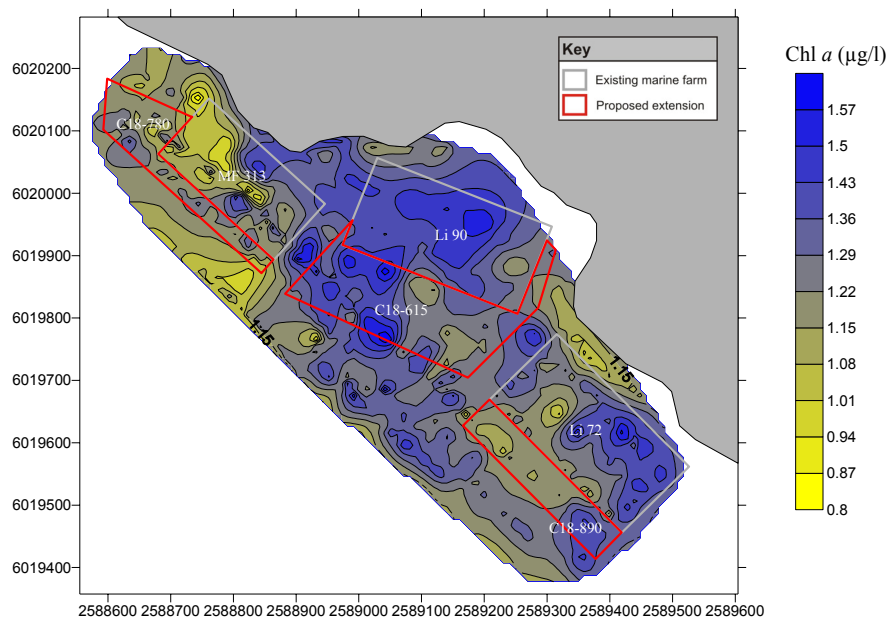 Chl a (µg/l)
Key
Existing marine farm
Proposed extension
6020200
6020100
6020000
6019900
6019800
6019700
6019600
6019500
6019400
C18-780
MF 313
Li 90
C18-615
1.15
1.15
Li 72
C18-890
1.57
1.5
1.43
1.36
1.29
1.22
1.15
1.08
1.01
0.94
0.87
0.8
2588600 2588700 2588800 2588900 2589000 2589100 2589200 2589300 2589400 2589500 2589600